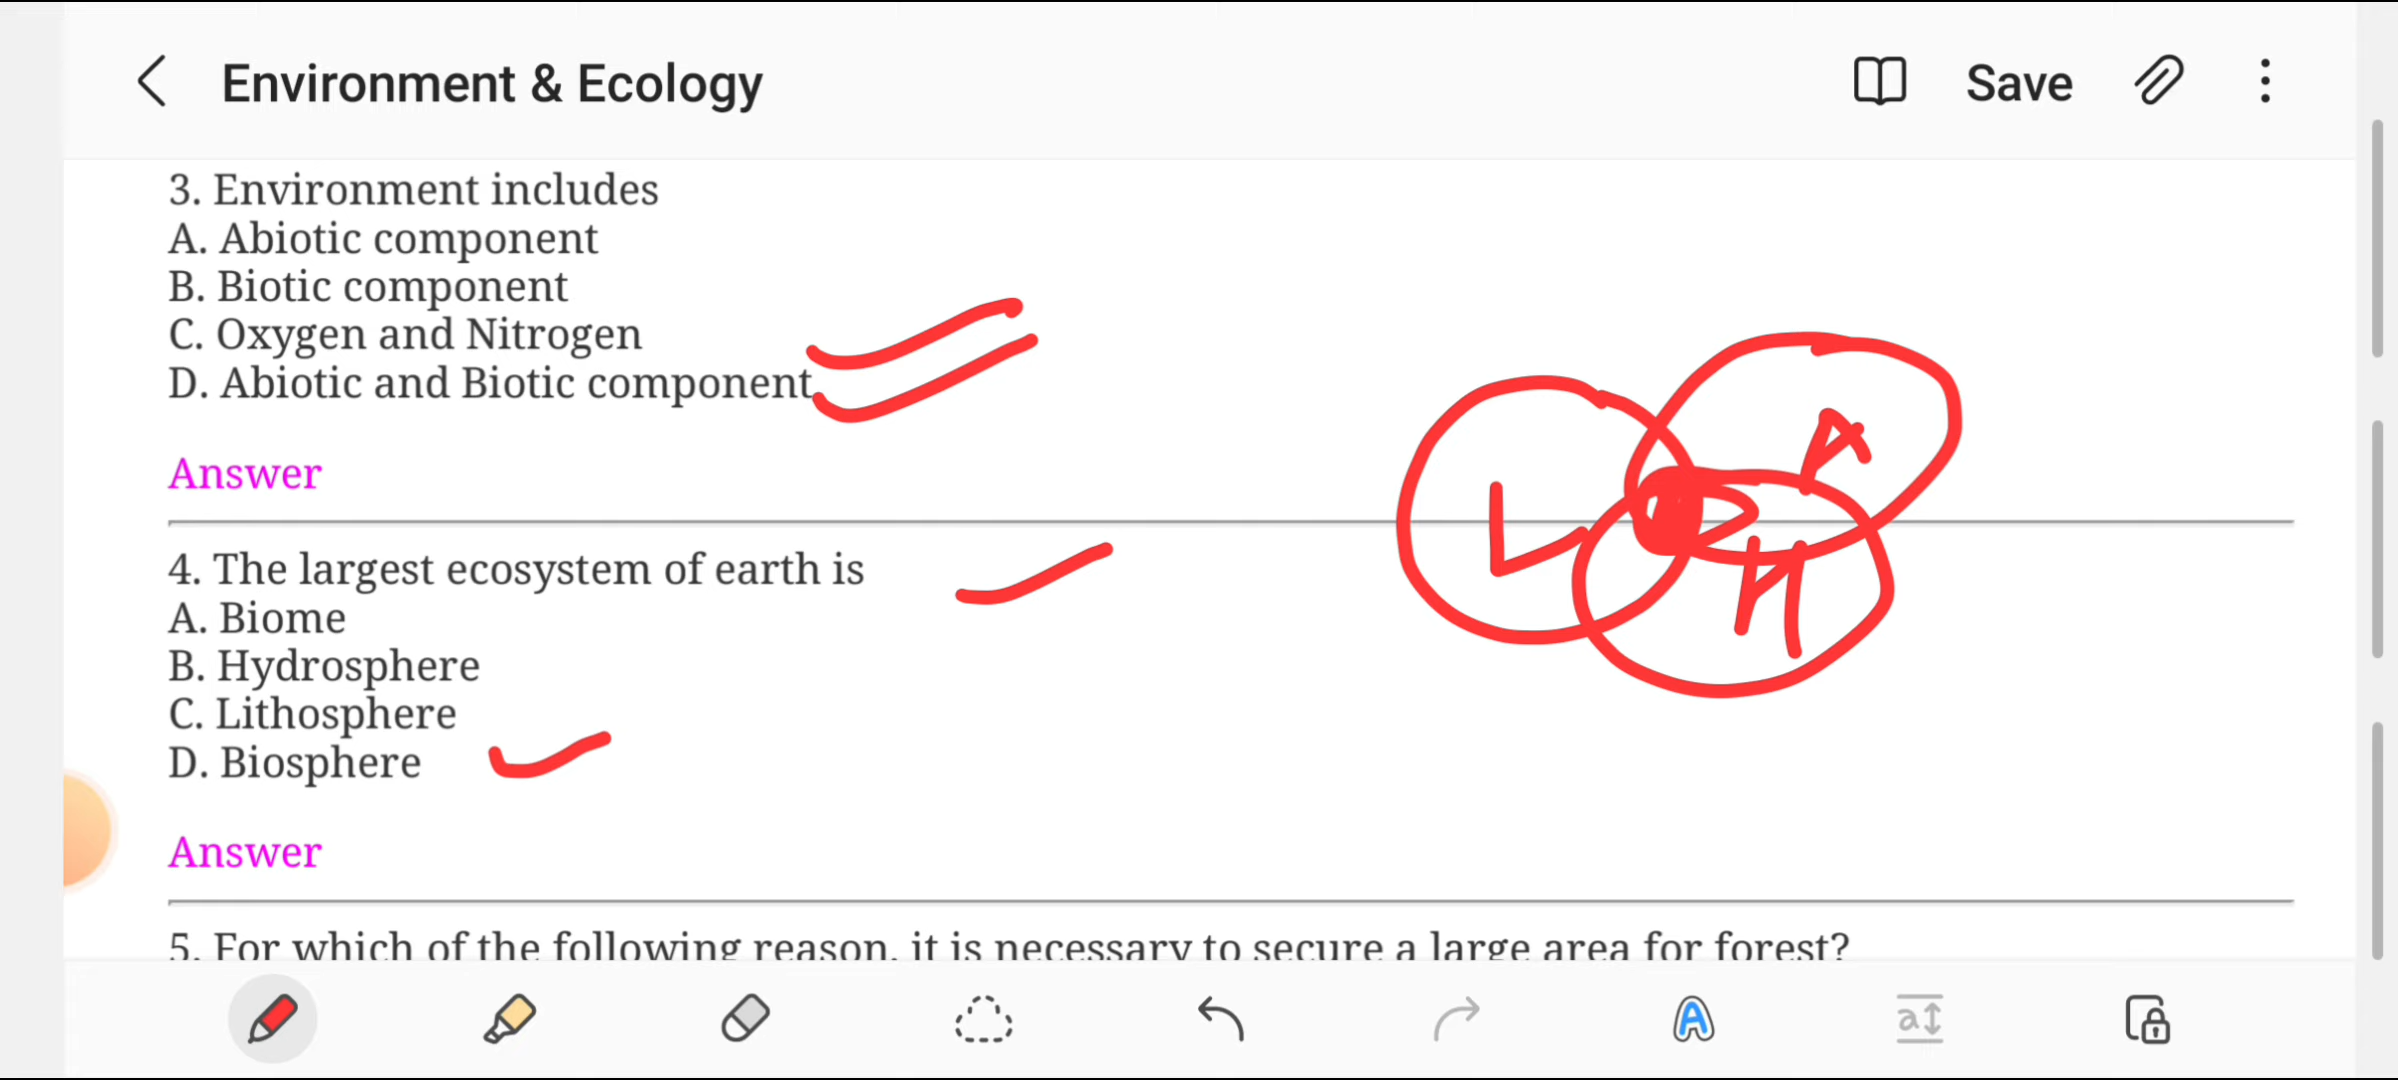 Environment & Ecology
Save
3. Environment includes
A. Abiotic component
B. Biotic component
C. Oxygen and Nitrogen
D. Abiotic and Biotic component
Answer
L
A
H
4. The largest ecosystem of earth is
A. Biome
B. Hydrosphere
C. Lithosphere
D. Biosphere
Answer
5. For which of the following reason, it is necessary to secure a large area for forest?